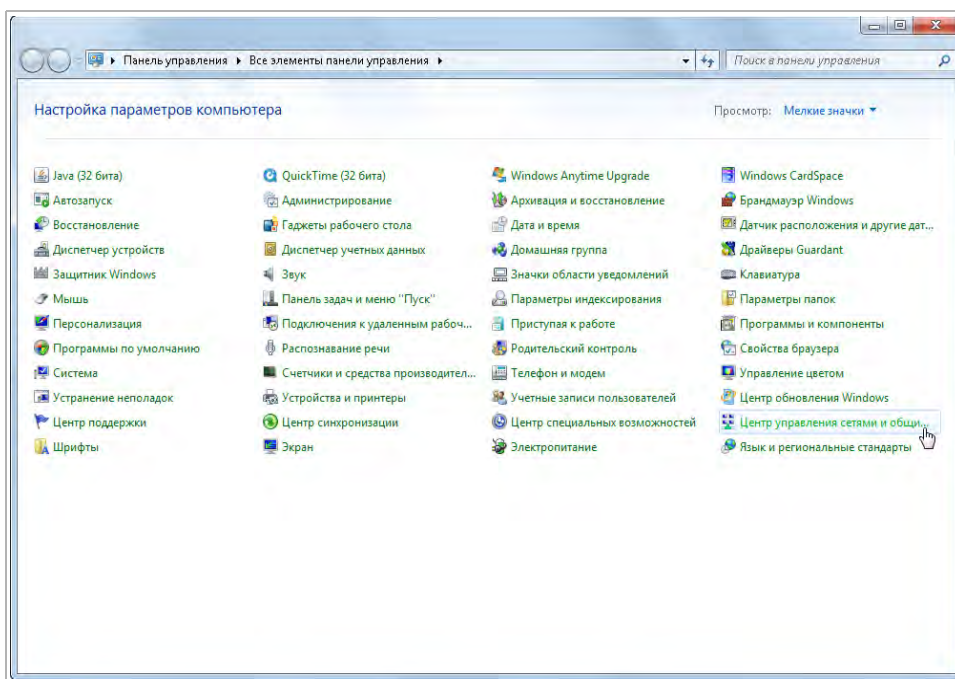 Панель управления ▸ Все элементы панели управления ▸ Поиск в панели управления
Настройка параметров компьютера Просмотр: Мелкие значки
Java (32 бита) QuickTime (32 бита) Windows Anytime Upgrade Windows CardSpace
Автозапуск Администрирование Архивация и восстановление Брандмауэр Windows
Восстановление Гаджеты рабочего стола Дата и время Датчик расположения и другие дат...
Диспетчер устройств Диспетчер учетных данных Домашняя группа Драйверы Guardant
Защитник Windows Звук Значки области уведомлений Клавиатура
Мышь Панель задач и меню "Пуск" Параметры индексирования Параметры папок
Персонализация Подключения к удаленным рабоч... Приступая к работе Программы и компоненты
Программы по умолчанию Распознавание речи Родительский контроль Свойства браузера
Система Счетчики и средства производител... Телефон и модем Управление цветом
Устранение неполадок Устройства и принтеры Учетные записи пользователей Центр обновления Windows
Центр поддержки Центр синхронизации Центр специальных возможностей Центр управления сетями и общи...
Шрифты Экран Электропитание Язык и региональные стандарты